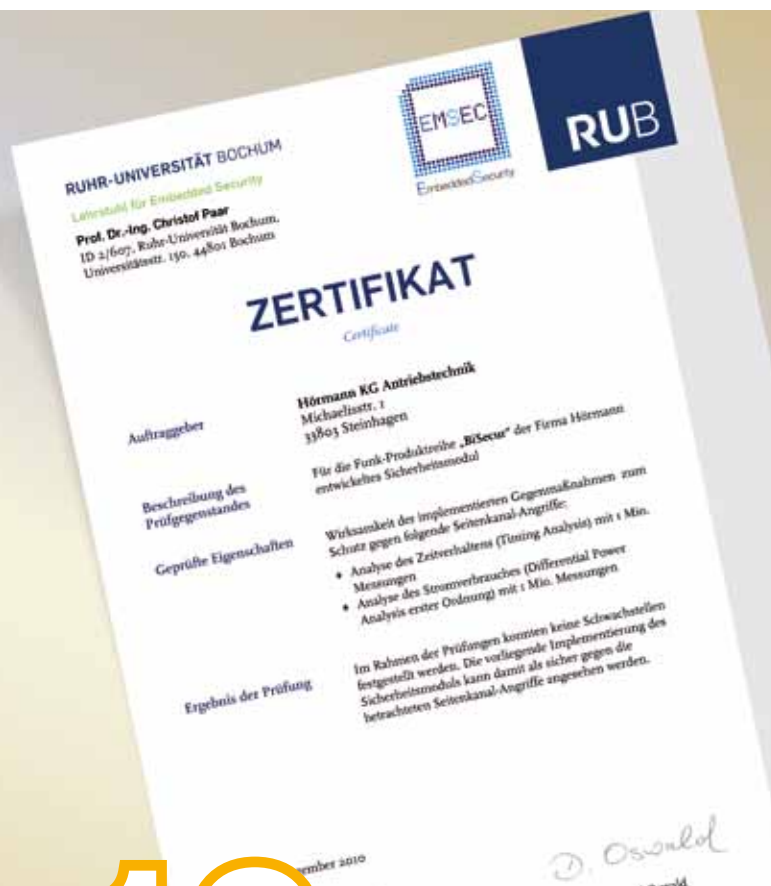 RUHR-UNIVERSITÄT BOCHUM
Lehrstuhl für Embedded Security
Prof. Dr.-Ing. Christof Paar
ID 2/607, Ruhr-Universität Bochum,
Universitätsstr. 150, 44801 Bochum
EMSEC
EmbeddedSecurity
RUB
ZERTIFIKAT
Certificate
Auftraggeber
Hörmann KG Antriebstechnik
Michaelisstr. 1
33803 Steinhagen
Beschreibung des
Prüfgegenstandes
Für die Funk-Produktreihe „BiSecur“ der Firma Hörmann
entwickeltes Sicherheitsmodul
Geprüfte Eigenschaften
Wirksamkeit der implementierten Gegenmaßnahmen zum
Schutz gegen folgende Seitenkanal-Angriffe:
• Analyse des Zeitverhaltens (Timing Analysis) mit 1 Mio.
Messungen
• Analyse des Stromverbrauches (Differential Power
Analysis erster Ordnung) mit 1 Mio. Messungen
Ergebnis der Prüfung
Im Rahmen der Prüfungen konnten keine Schwachstellen
festgestellt werden. Die vorliegende Implementierung des
Sicherheitsmoduls kann damit als sicher gegen die
betrachteten Seitenkanal-Angriffe angesehen werden.
2010
D. Oswald